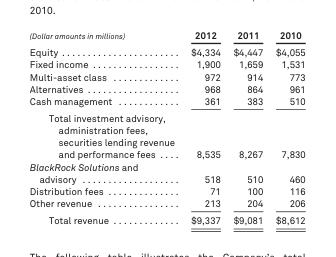 2010.
(Dollar amounts in millions) 2012 2011 2010
Equity . . . . . . . . . . . . . . . . . . . . . . . $4,334 $4,447 $4,055
Fixed income . . . . . . . . . . . . . . . . . . 1,900 1,659 1,531
Multi-asset class . . . . . . . . . . . . . . . 972 914 773
Alternatives . . . . . . . . . . . . . . . . . . . 968 864 961
Cash management . . . . . . . . . . . . . . 361 383 510
Total investment advisory,
administration fees,
securities lending revenue
and performance fees . . . . 8,535 8,267 7,830
BlackRock Solutions and
advisory . . . . . . . . . . . . . . . . . . . 518 510 460
Distribution fees . . . . . . . . . . . . . . . 71 100 116
Other revenue . . . . . . . . . . . . . . . . . 213 204 206
Total revenue . . . . . . . . . . . . . $9,337 $9,081 $8,612
The following table illustrates the Company's total